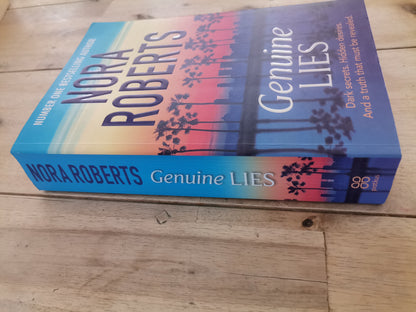 NUMBER ONE BESTSELLING AUTHOR
NORA
ROBERTS
Genuine
LIES
Dark secrets. Hidden desires.
And a truth that must be revealed.
NORA ROBERTS Genuine LIES
piatkus